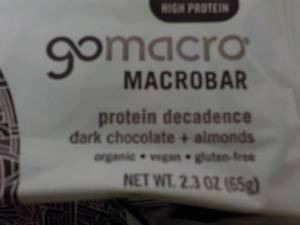 HIGH PROTEIN
gomacro
MACROBAR
protein decadence
dark chocolate + almonds
organic • vegan • gluten-free
NET WT. 2.3 OZ (65g)